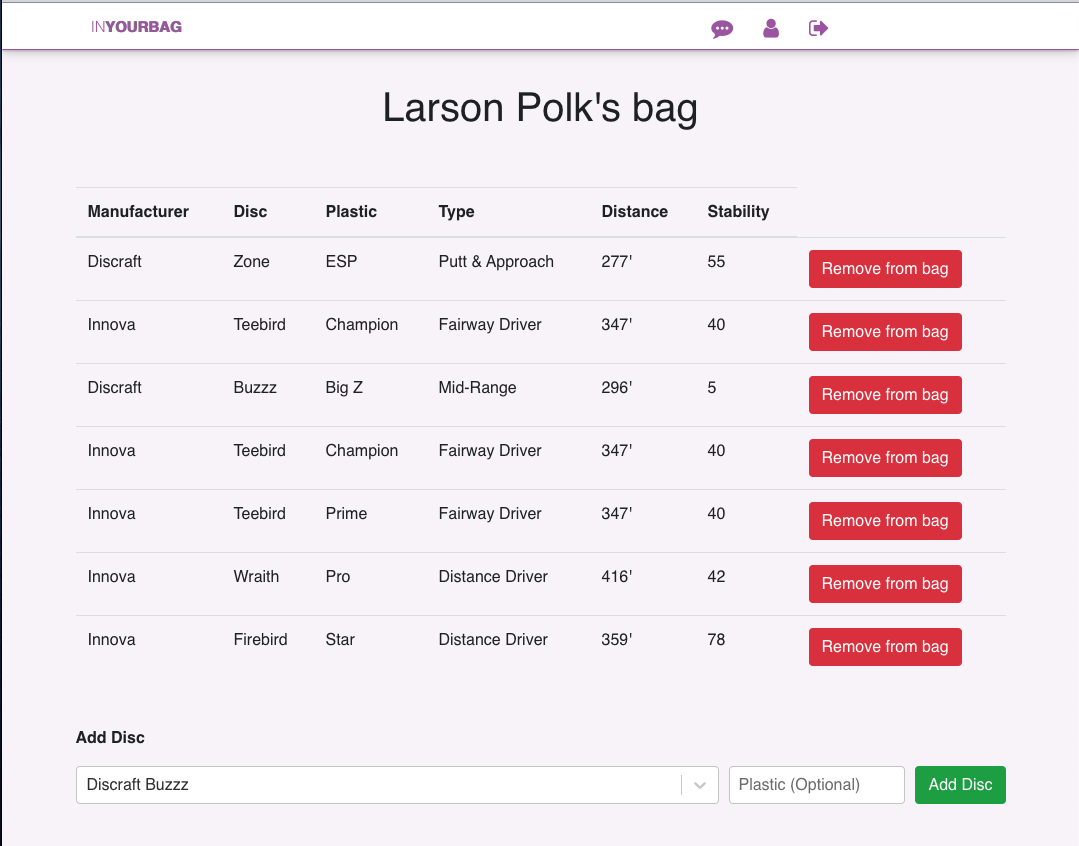 INYOURBAG
Larson Polk's bag
Manufacturer Disc Plastic Type Distance Stability
Discraft Zone ESP Putt & Approach 277' 55 Remove from bag
Innova Teebird Champion Fairway Driver 347' 40 Remove from bag
Discraft Buzzz Big Z Mid-Range 296' 5 Remove from bag
Innova Teebird Champion Fairway Driver 347' 40 Remove from bag
Innova Teebird Prime Fairway Driver 347' 40 Remove from bag
Innova Wraith Pro Distance Driver 416' 42 Remove from bag
Innova Firebird Star Distance Driver 359' 78 Remove from bag
Add Disc
Discraft Buzzz Plastic (Optional) Add Disc